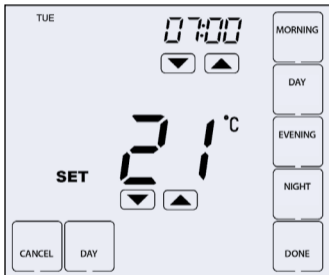 TUE
07:00
MORNING
DAY
21 °C
EVENING
SET
NIGHT
CANCEL
DAY
DONE